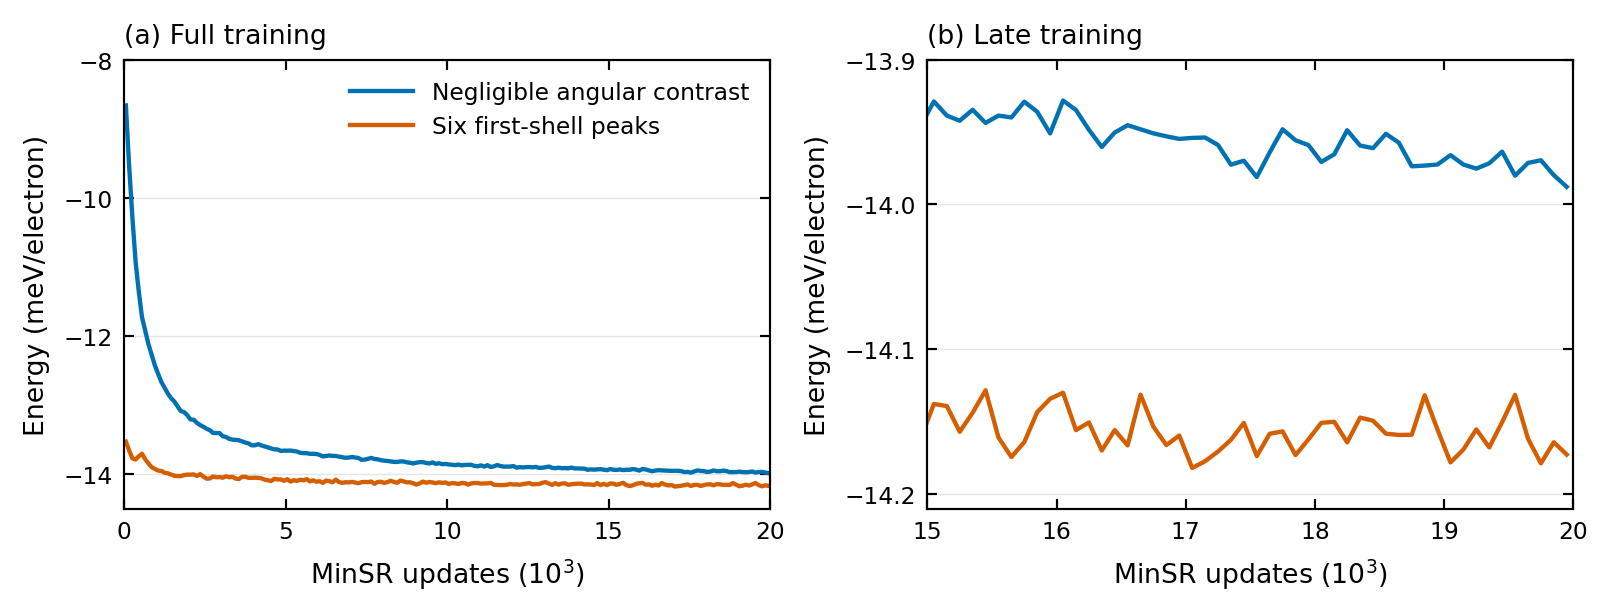 (a) Full training
Energy (meV/electron)
−8
−10
−12
−14
Negligible angular contrast
Six first-shell peaks
0 5 10 15 20
MinSR updates (10³)
(b) Late training
Energy (meV/electron)
−13.9
−14.0
−14.1
−14.2
15 16 17 18 19 20
MinSR updates (10³)